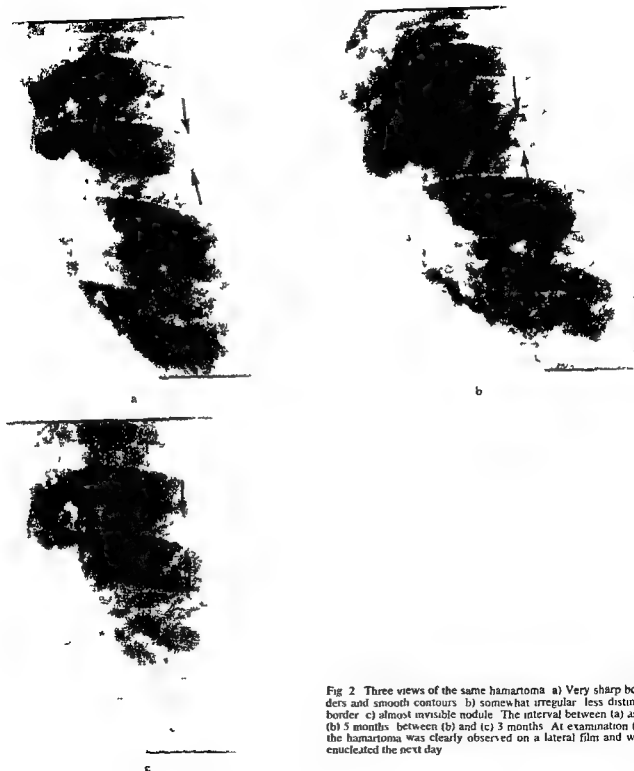 a
b
c
Fig 2 Three views of the same hamartoma a) Very sharp bor
ders and smooth contours b) somewhat irregular less distin
border c) almost invisible nodule The interval between (a) a
(b) 5 months between (b) and (c) 3 months At examination (
the hamartoma was clearly observed on a lateral film and w
enucleated the next day